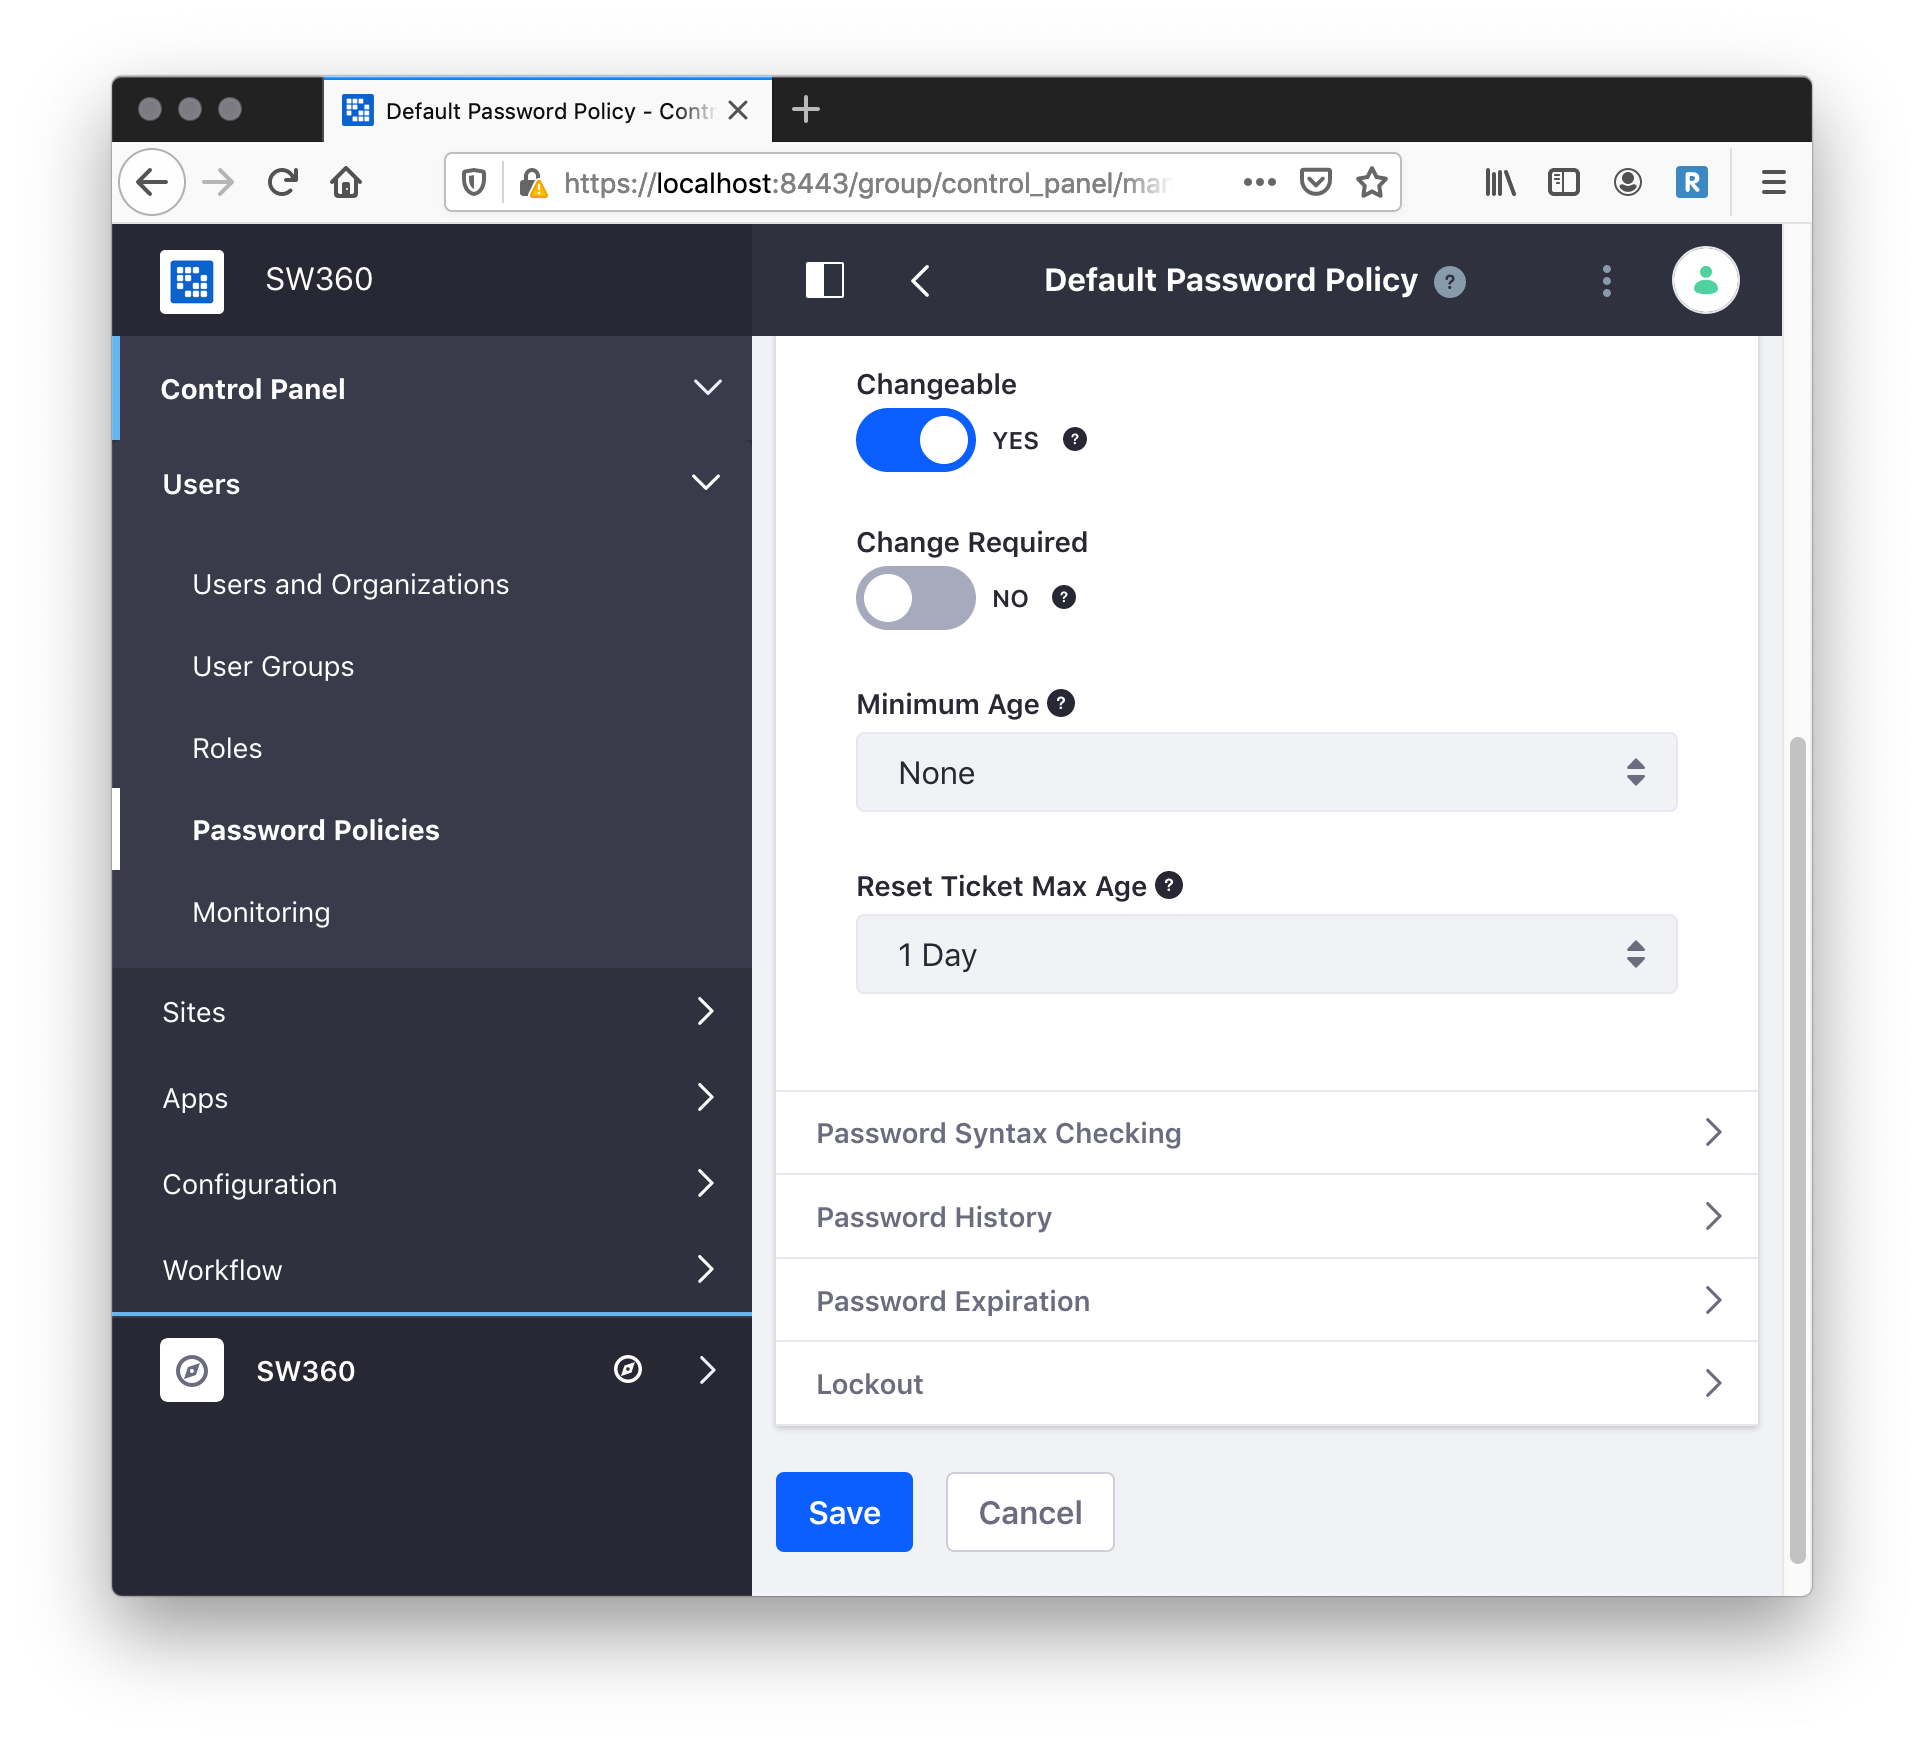 Default Password Policy - Contr
https://localhost:8443/group/control_panel/mar
R
SW360
Default Password Policy ?
Control Panel
Users
Users and Organizations
User Groups
Roles
Password Policies
Monitoring
Sites
Apps
Configuration
Workflow
SW360
Changeable
YES ?
Change Required
NO ?
Minimum Age ?
None
Reset Ticket Max Age ?
1 Day
Password Syntax Checking
Password History
Password Expiration
Lockout
Save
Cancel